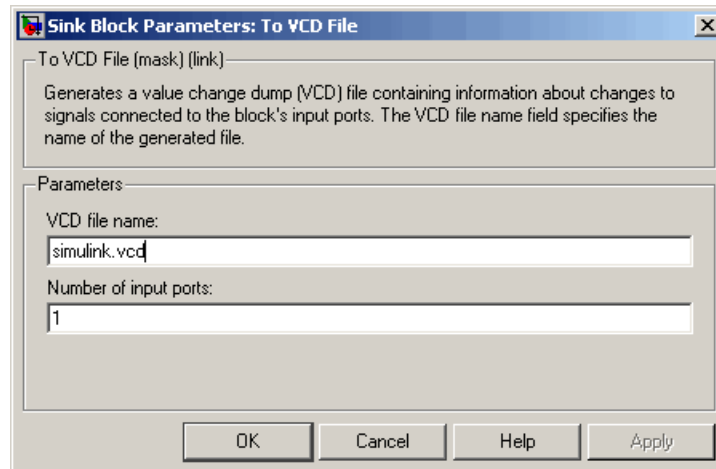 Sink Block Parameters: To VCD File
To VCD File (mask) (link)
Generates a value change dump (VCD) file containing information about changes to
signals connected to the block's input ports. The VCD file name field specifies the
name of the generated file.
Parameters
VCD file name:
simulink.vcd
Number of input ports:
1
OK Cancel Help Apply